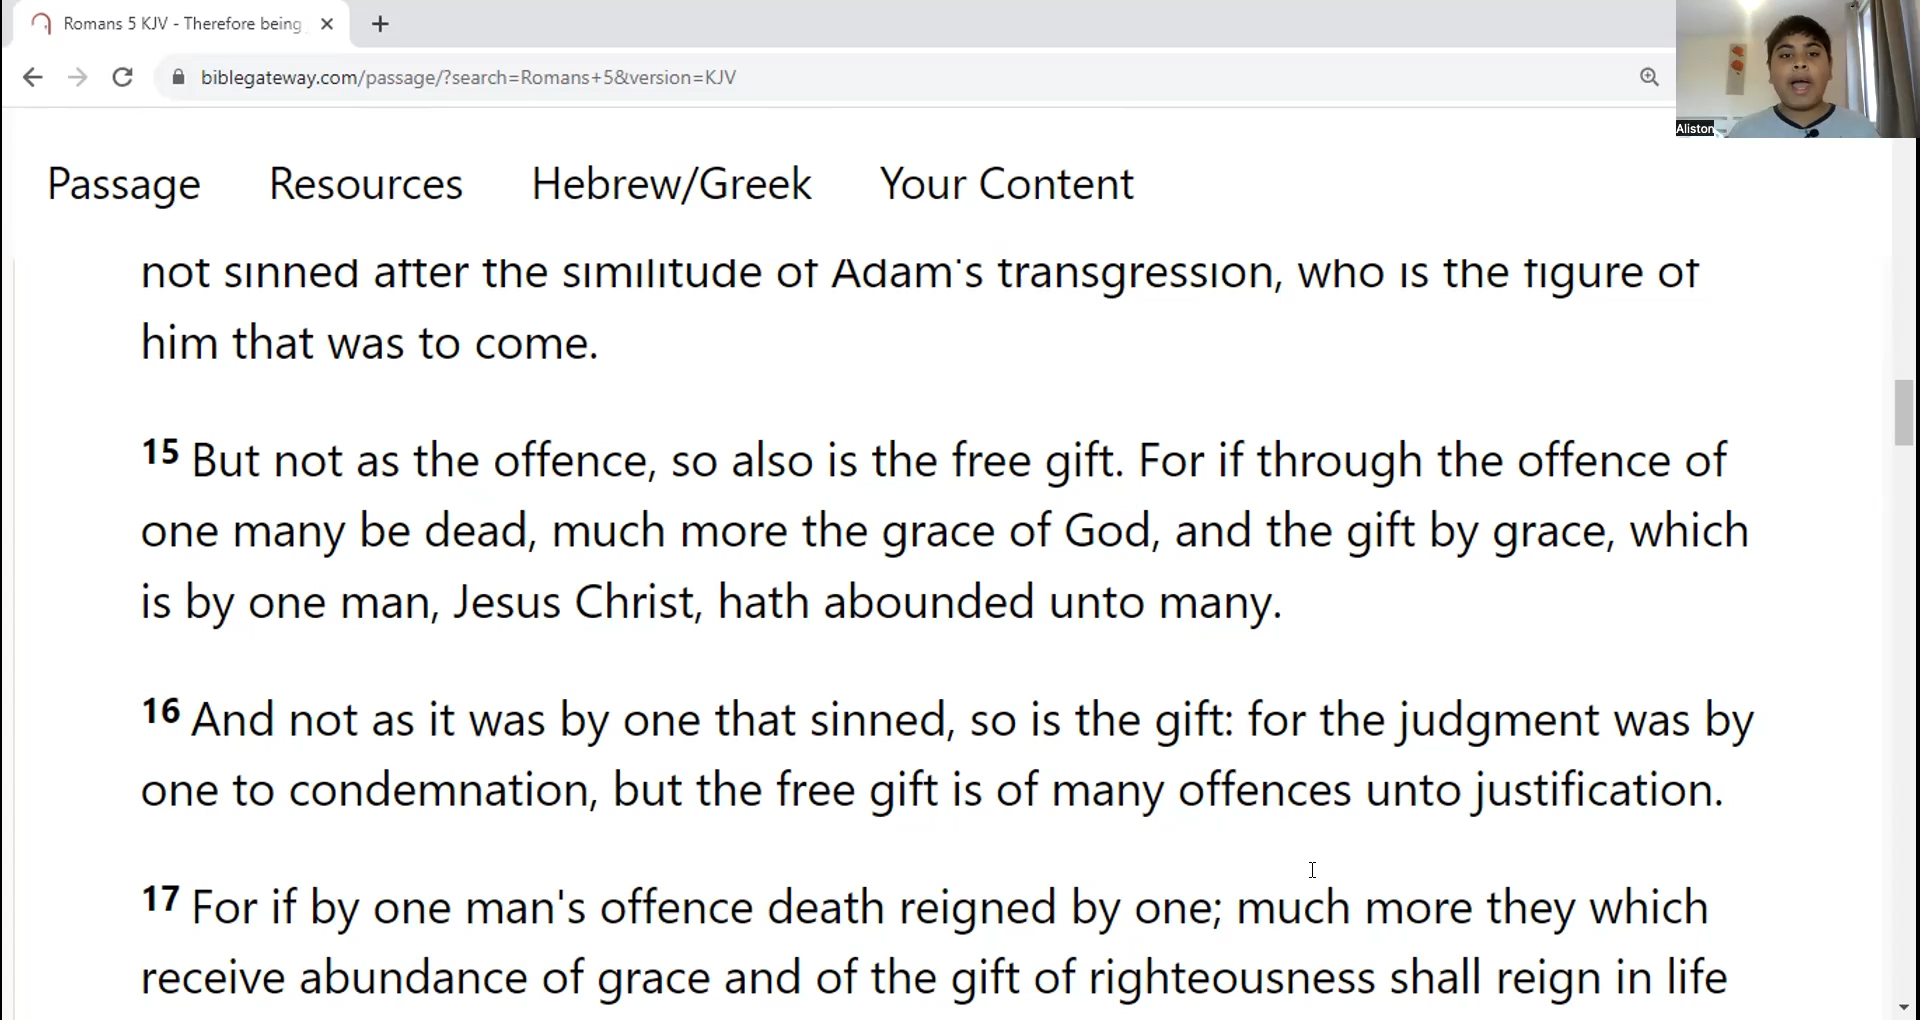 Romans 5 KJV - Therefore being
biblegateway.com/passage/?search=Romans+5&version=KJV
Aliston
Passage Resources Hebrew/Greek Your Content
not sinned after the similitude of Adam's transgression, who is the figure of
him that was to come.
15 But not as the offence, so also is the free gift. For if through the offence of
one many be dead, much more the grace of God, and the gift by grace, which
is by one man, Jesus Christ, hath abounded unto many.
16 And not as it was by one that sinned, so is the gift: for the judgment was by
one to condemnation, but the free gift is of many offences unto justification.
17 For if by one man's offence death reigned by one; much more they which
receive abundance of grace and of the gift of righteousness shall reign in life